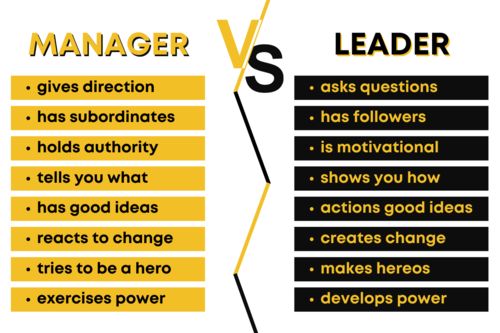 MANAGER
VS
LEADER
• gives direction
• has subordinates
• holds authority
• tells you what
• has good ideas
• reacts to change
• tries to be a hero
• exercises power
• asks questions
• has followers
• is motivational
• shows you how
• actions good ideas
• creates change
• makes hereos
• develops power